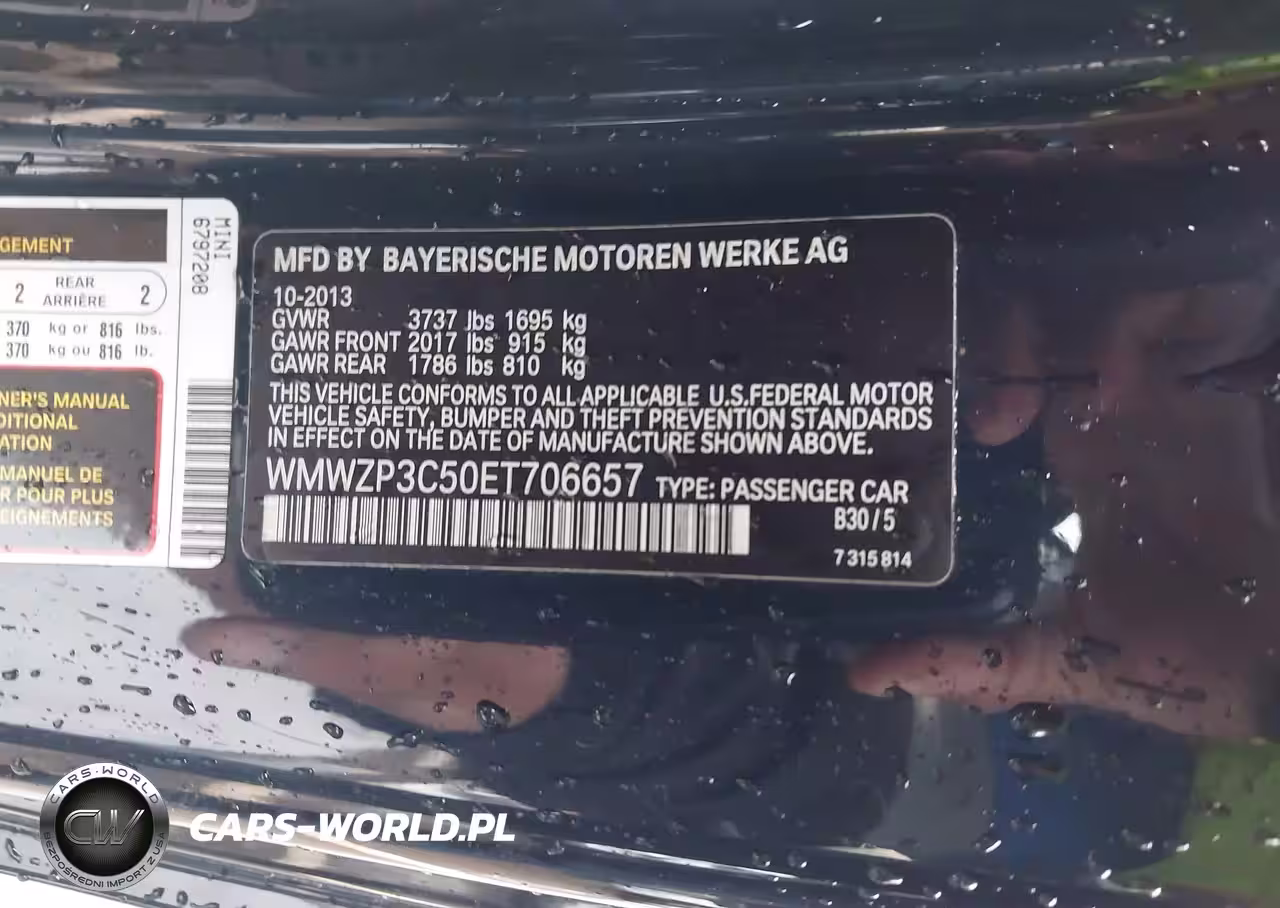 GEMENT
2 REAR ARRIÈRE 2
370 kg or 816 lbs.
370 kg ou 816 lb.
NER'S MANUAL
DITIONAL
ATION
MANUEL DE
R POUR PLUS
EIGNEMENTS
MINI
6797208
MFD BY BAYERISCHE MOTOREN WERKE AG
10-2013
GVWR 3737 lbs 1695 kg
GAWR FRONT 2017 lbs 915 kg
GAWR REAR 1786 lbs 810 kg
THIS VEHICLE CONFORMS TO ALL APPLICABLE U.S.FEDERAL MOTOR
VEHICLE SAFETY, BUMPER AND THEFT PREVENTION STANDARDS
IN EFFECT ON THE DATE OF MANUFACTURE SHOWN ABOVE.
WMWZP3C50ET706657 TYPE: PASSENGER CAR
B30/5
7 315 814
CARS-WORLD
CW
BEZPOŚREDNI IMPORT Z USA
CARS-WORLD.PL